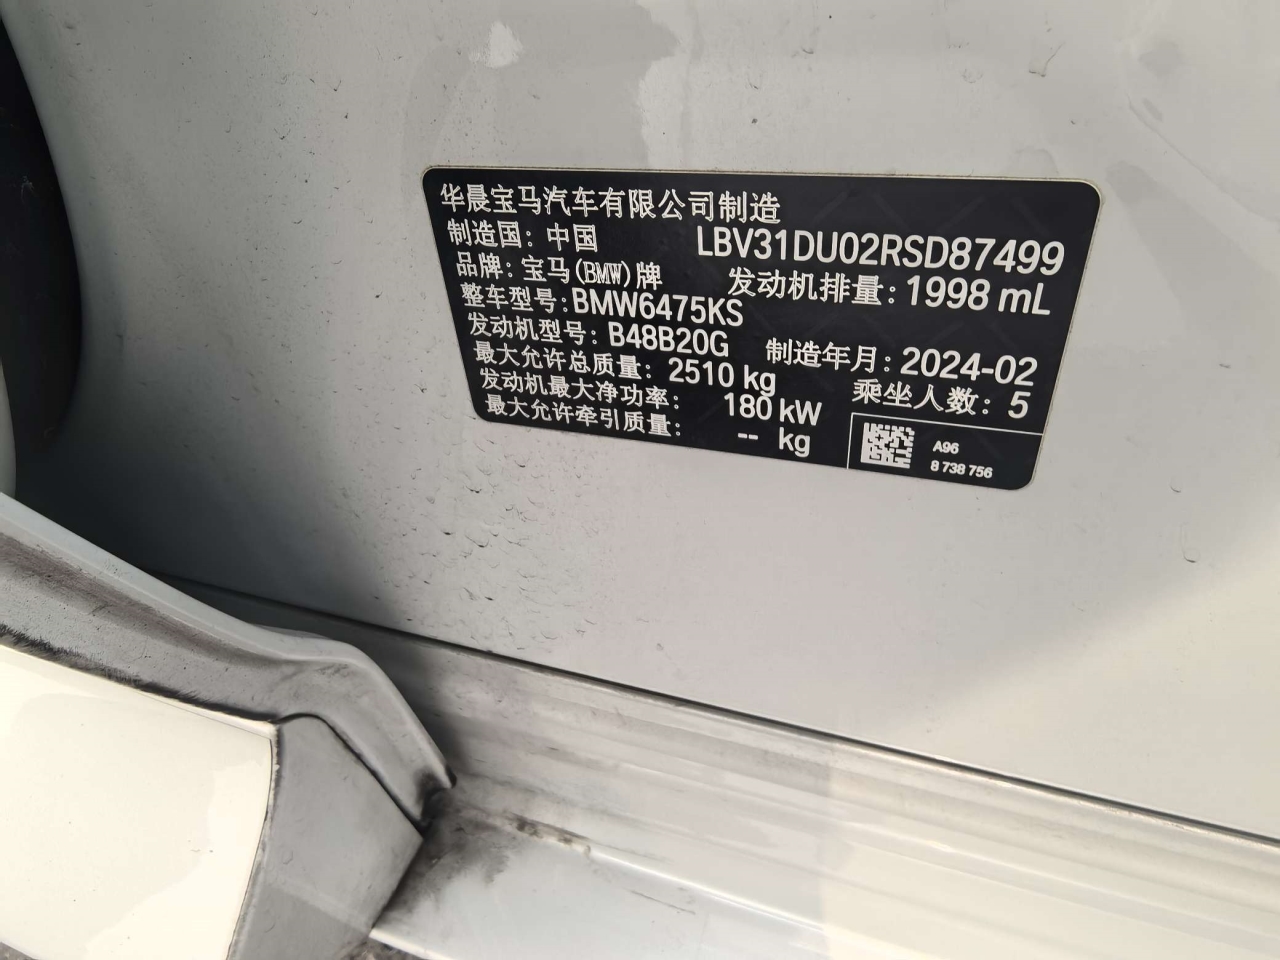 华晨宝马汽车有限公司制造
制造国：中国 LBV31DU02RSD87499
品牌：宝马(BMW)牌 发动机排量：1998 mL
整车型号：BMW6475KS
发动机型号：B48B20G 制造年月：2024-02
最大允许总质量：2510 kg 乘坐人数：5
发动机最大净功率：180 kW
最大允许牵引质量：-- kg
A96
8 738 756